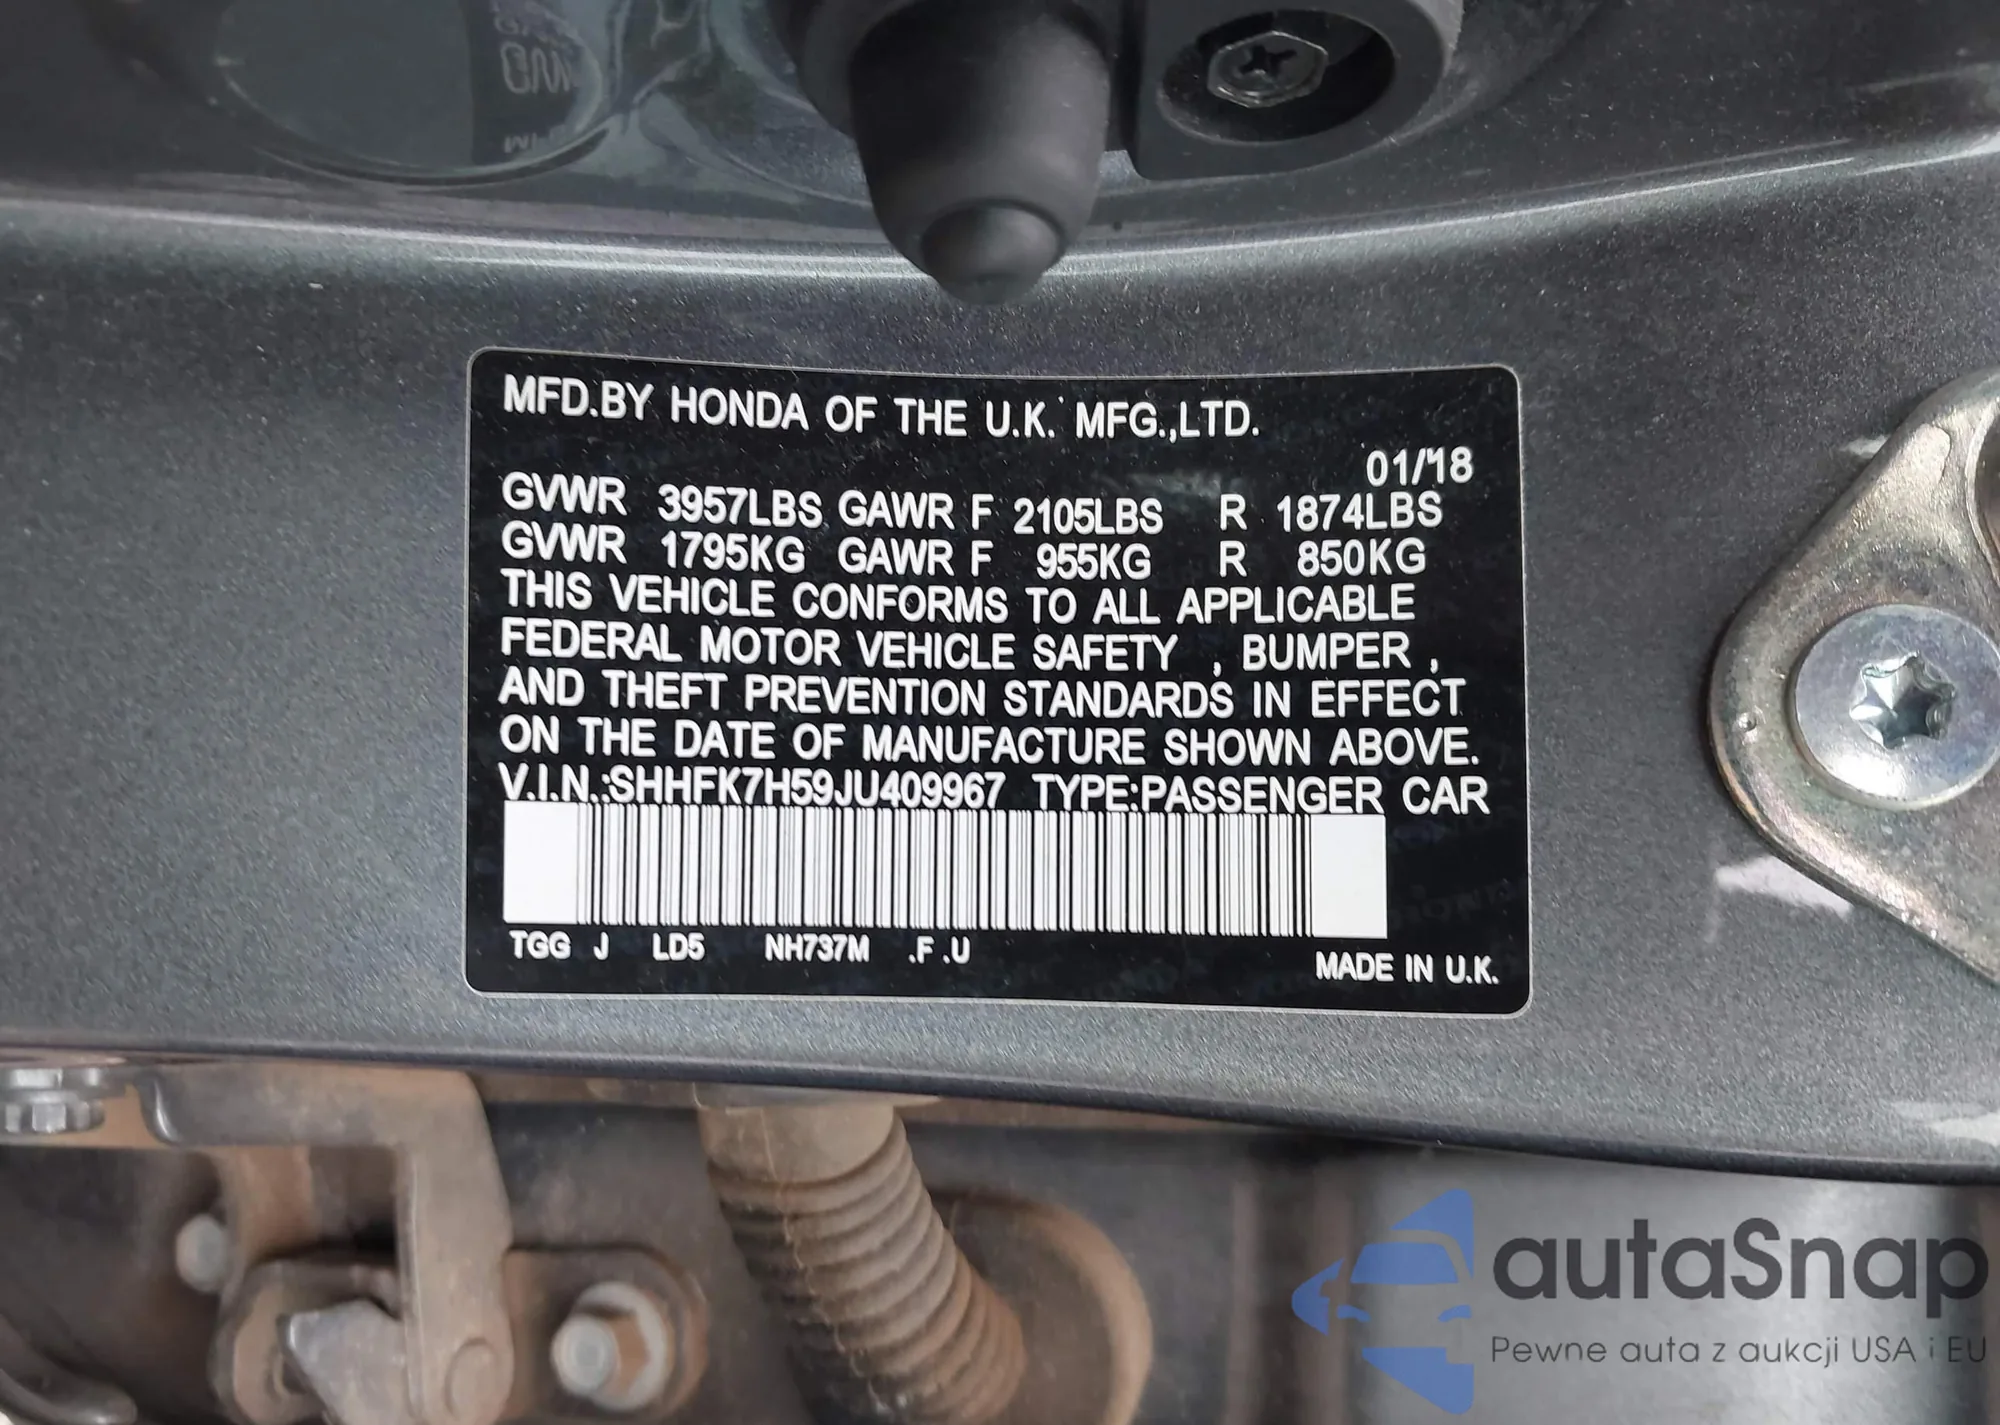 MFD.BY HONDA OF THE U.K. MFG.,LTD.
01/18
GVWR 3957LBS GAWR F 2105LBS R 1874LBS
GVWR 1795KG GAWR F 955KG R 850KG
THIS VEHICLE CONFORMS TO ALL APPLICABLE
FEDERAL MOTOR VEHICLE SAFETY , BUMPER ,
AND THEFT PREVENTION STANDARDS IN EFFECT
ON THE DATE OF MANUFACTURE SHOWN ABOVE.
V.I.N.:SHHFK7H59JU409967 TYPE:PASSENGER CAR
TGG J LD5 NH737M .F .U
MADE IN U.K.
autaSnap
Pewne auta z aukcji USA i EU